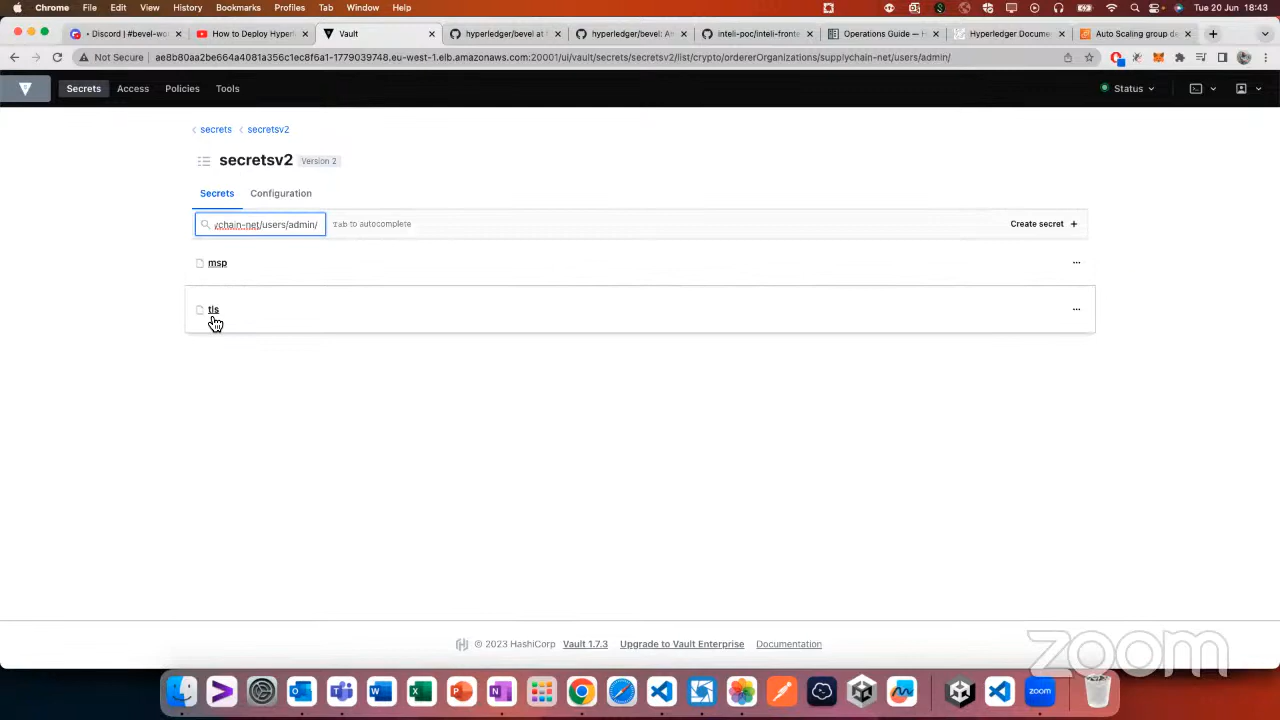 Chrome File Edit View History Bookmarks Profiles Tab Window Help Tue 20 Jun 18:43
• Discord | #bevel-wo How to Deploy Hyperl Vault hyperledger/bevel at hyperledger/bevel: A inteli-poc/inteli-fronte Operations Guide — H Hyperledger Docume Auto Scaling group de
Not Secure ae8b80aa2be664a4081a356c1ec8f6a1-1779039748.eu-west-1.elb.amazonaws.com:20001/ui/vault/secrets/secretsv2/list/crypto/ordererOrganizations/supplychain-net/users/admin/
Secrets Access Policies Tools Status
secrets secretsv2
secretsv2 Version 2
Secrets Configuration
ychain-net/users/admin/ Tab to autocomplete Create secret +
msp ...
tls ...
© 2023 HashiCorp Vault 1.7.3 Upgrade to Vault Enterprise Documentation
zoom
zoom